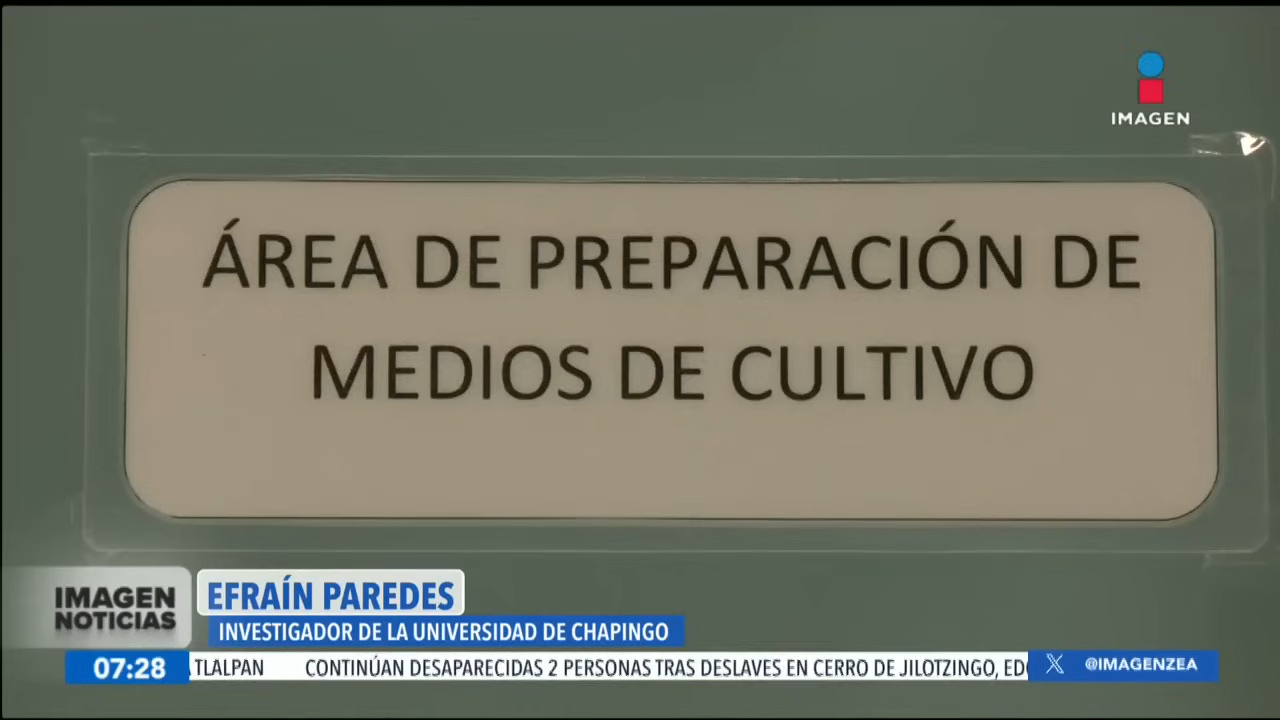 IMAGEN
ÁREA DE PREPARACIÓN DE
MEDIOS DE CULTIVO
IMAGEN
NOTICIAS
EFRAÍN PAREDES
INVESTIGADOR DE LA UNIVERSIDAD DE CHAPINGO
07:28
TLALPAN CONTINÚAN DESAPARECIDAS 2 PERSONAS TRAS DESLAVES EN CERRO DE JILOTZINGO,
@IMAGENZEA